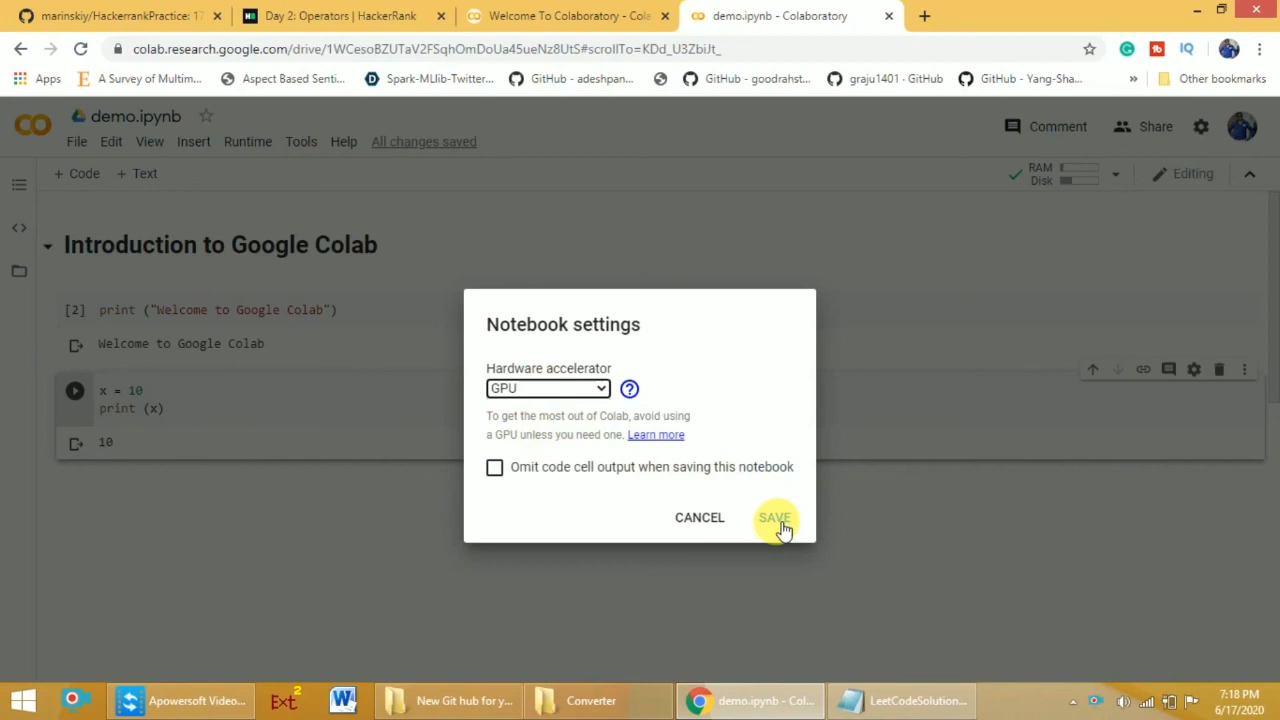 marinskiy/HackerrankPractice: 17
Day 2: Operators | HackerRank
Welcome To Colaboratory - Cola
demo.ipynb - Colaboratory
colab.research.google.com/drive/1WCesoBZUTaV2FSqhOmDoUa45ueNz8UtS#scrollTo=KDd_U3ZbiJt_
Apps
A Survey of Multim...
Aspect Based Senti...
Spark-MLlib-Twitter...
GitHub - adeshpan...
GitHub - goodrahst...
graju1401 · GitHub
GitHub - Yang-Sha...
»
Other bookmarks
demo.ipynb
File Edit View Insert Runtime Tools Help All changes saved
Comment
Share
+ Code + Text
RAM
Disk
Editing
Introduction to Google Colab
[2] print ("Welcome to Google Colab")
Welcome to Google Colab
x = 10
print (x)
10
Notebook settings
Hardware accelerator
GPU
?
To get the most out of Colab, avoid using
a GPU unless you need one. Learn more
Omit code cell output when saving this notebook
CANCEL
SAVE
Apowersoft Video...
Ext2
W
New Git hub for y...
Converter
demo.ipynb - Col...
LeetCodeSolution...
7:18 PM
6/17/2020